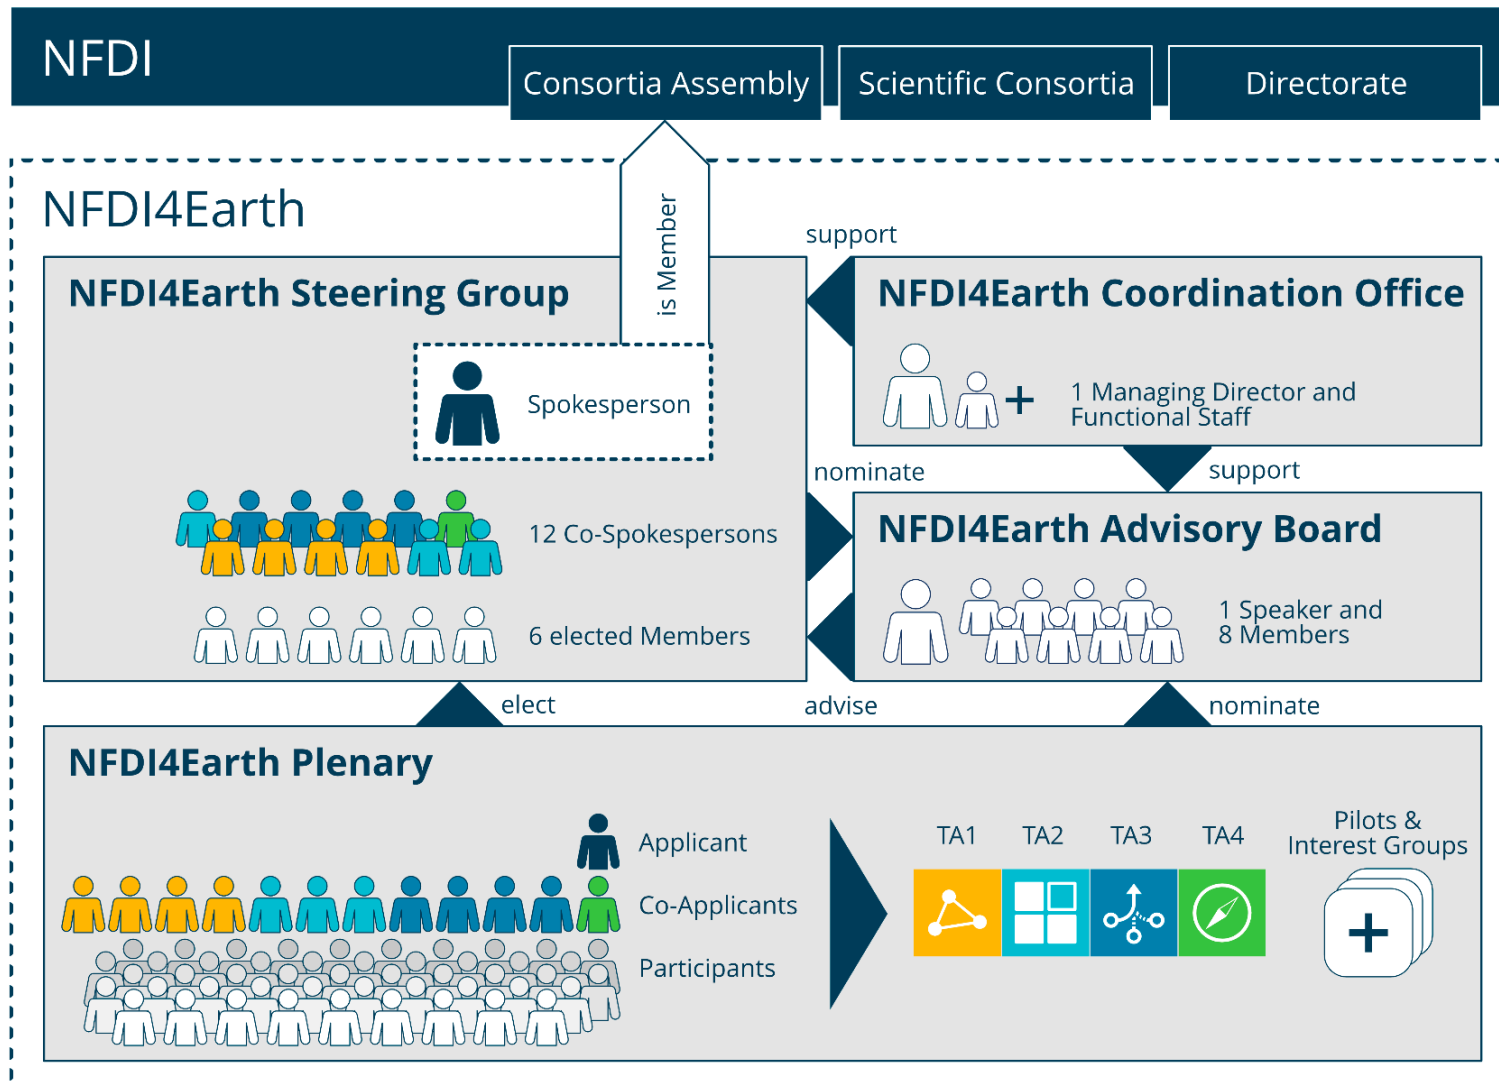 NFDI
Consortia Assembly
Scientific Consortia
Directorate
NFDI4Earth
is Member
support
NFDI4Earth Steering Group
NFDI4Earth Coordination Office
Spokesperson
1 Managing Director and
Functional Staff
nominate
support
12 Co-Spokespersons
NFDI4Earth Advisory Board
6 elected Members
1 Speaker and
8 Members
elect
advise
nominate
NFDI4Earth Plenary
Applicant
Co-Applicants
Participants
TA1
TA2
TA3
TA4
Pilots &
Interest Groups